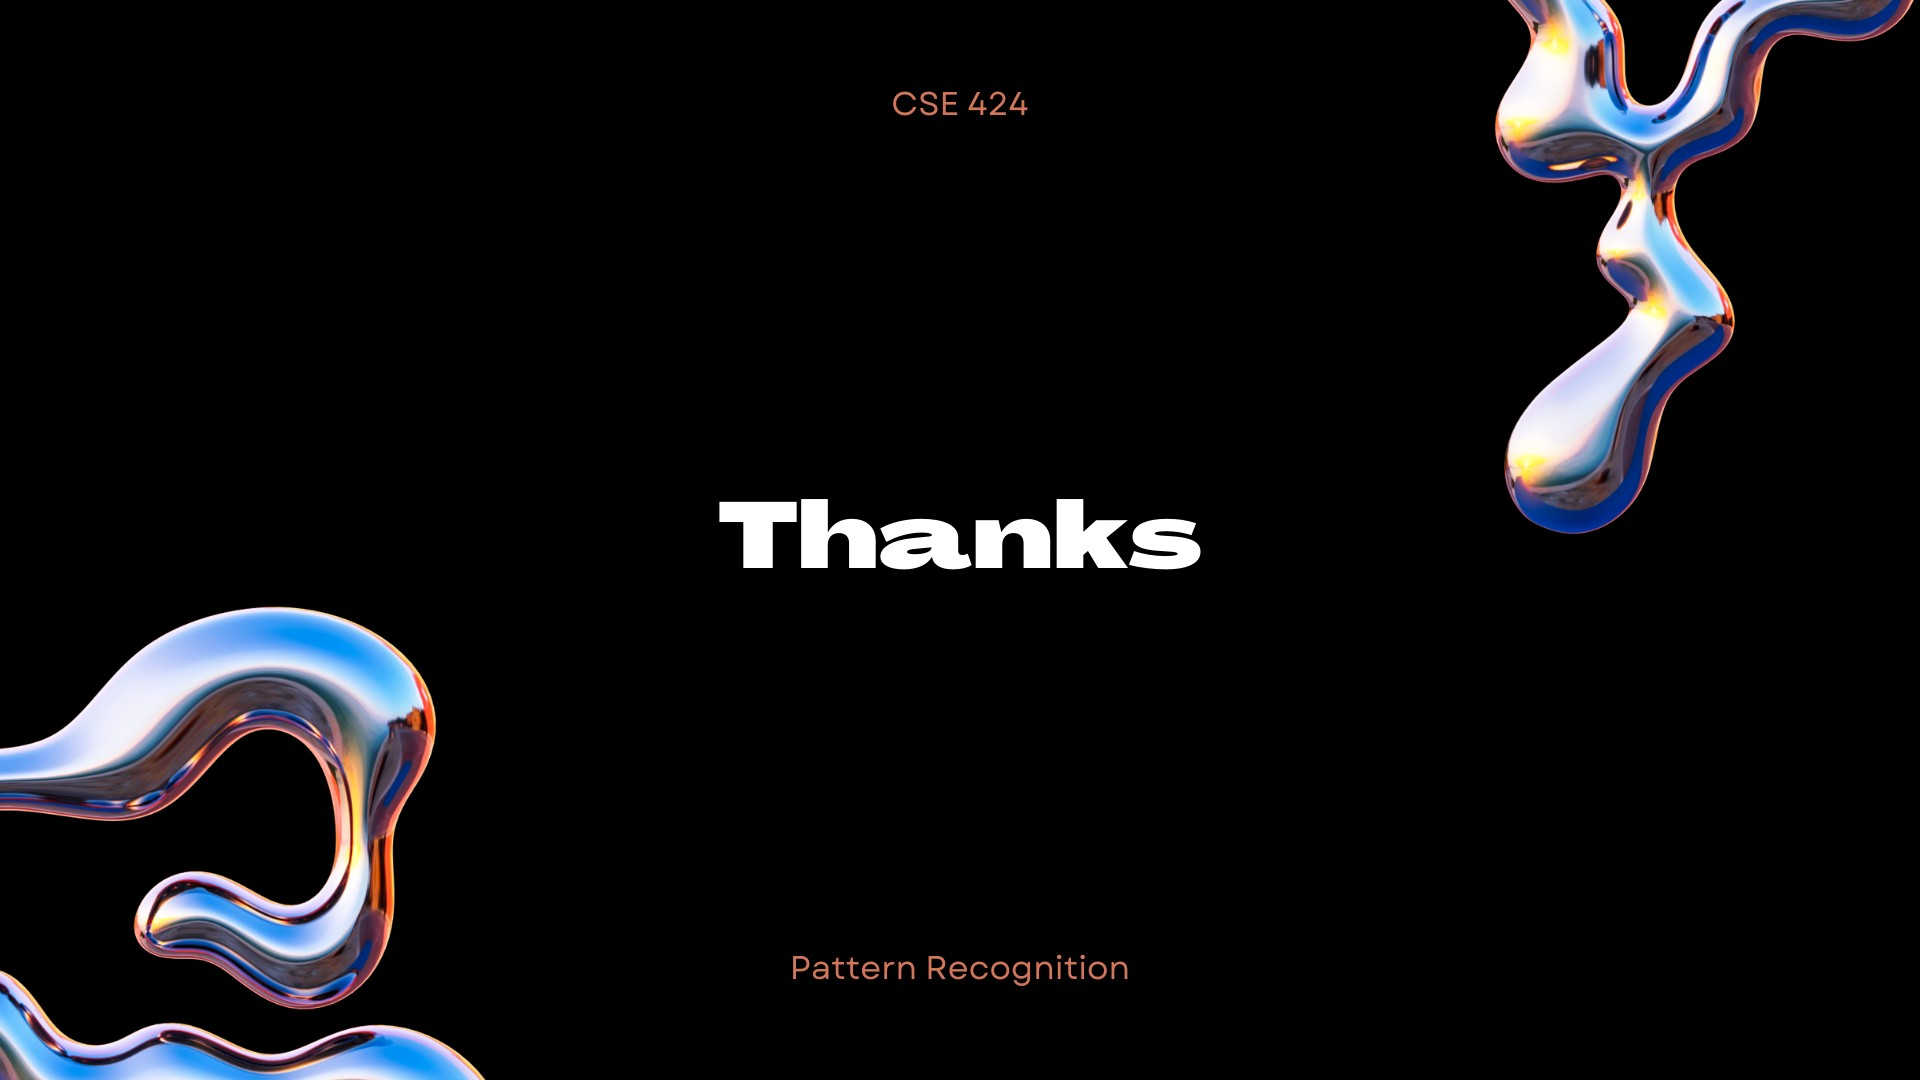 CSE 424
Thanks
Pattern Recognition